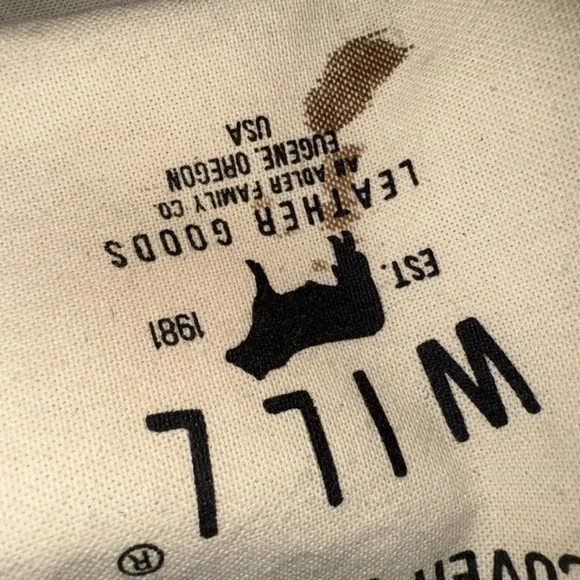 WILL®
EST. 1981
LEATHER GOODS
AN ADLER FAMILY CO.
EUGENE, OREGON
USA